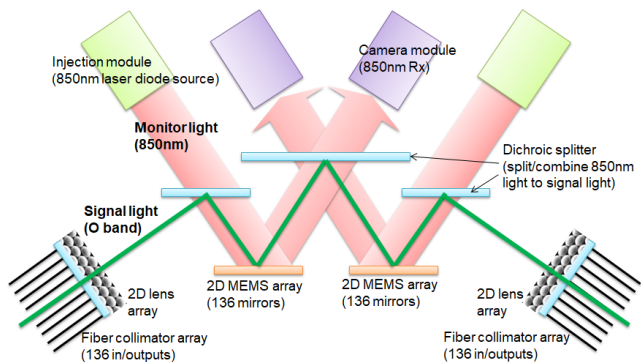 Injection module
(850nm laser diode source)
Camera module
(850nm Rx)
Monitor light
(850nm)
Dichroic splitter
(split/combine 850nm
light to signal light)
Signal light
(O band)
2D lens
array
2D MEMS array
(136 mirrors)
2D MEMS array
(136 mirrors)
2D lens
array
Fiber collimator array
(136 in/outputs)
Fiber collimator array
(136 in/outputs)